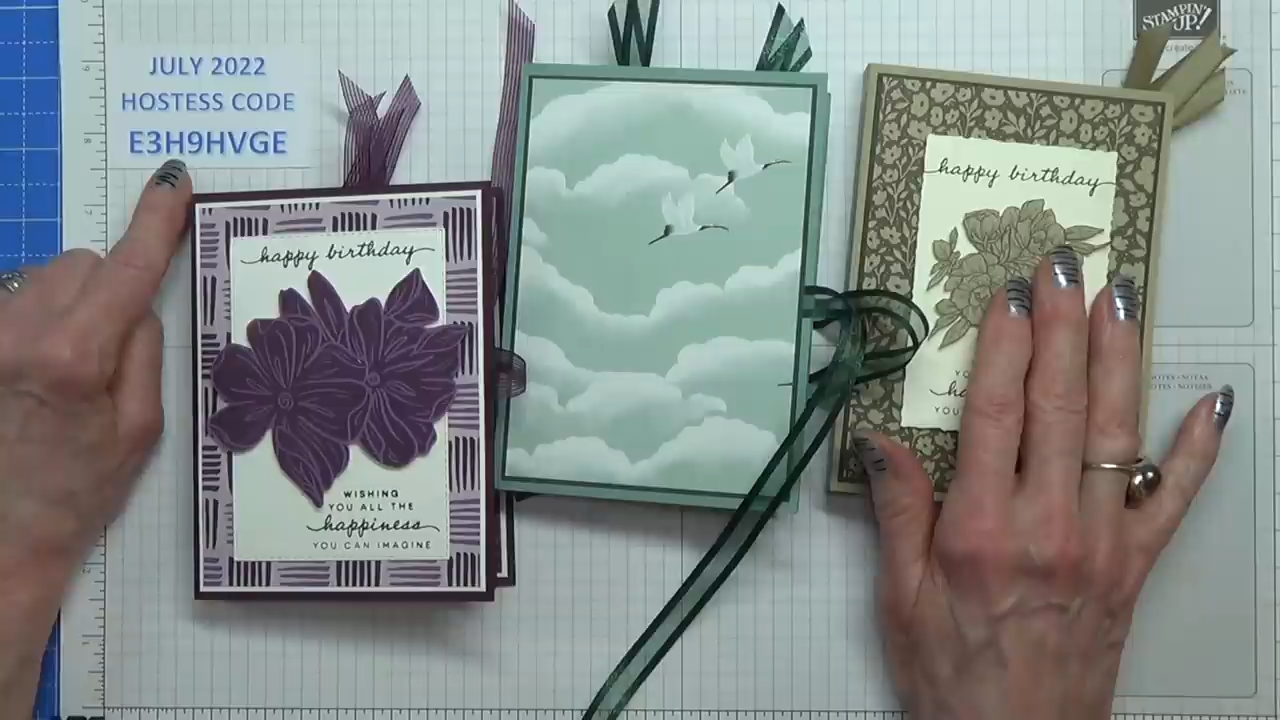 JULY 2022
HOSTESS CODE
E3H9HVGE
STAMPIN' UP!
happy birthday
WISHING
YOU ALL THE
happiness
YOU CAN IMAGINE
happy birthday
YOU